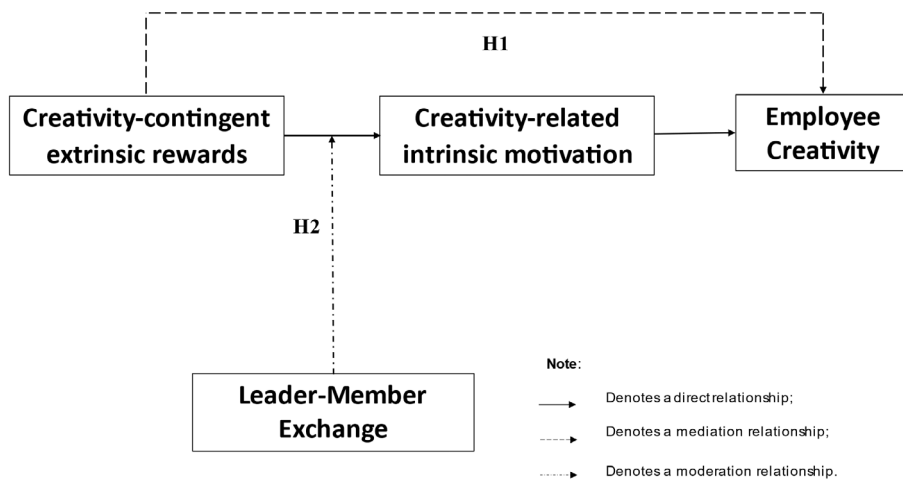 H1
Creativity-contingent
extrinsic rewards
Creativity-related
intrinsic motivation
Employee
Creativity
H2
Leader-Member
Exchange
Note:
Denotes a direct relationship;
Denotes a mediation relationship;
Denotes a moderation relationship.